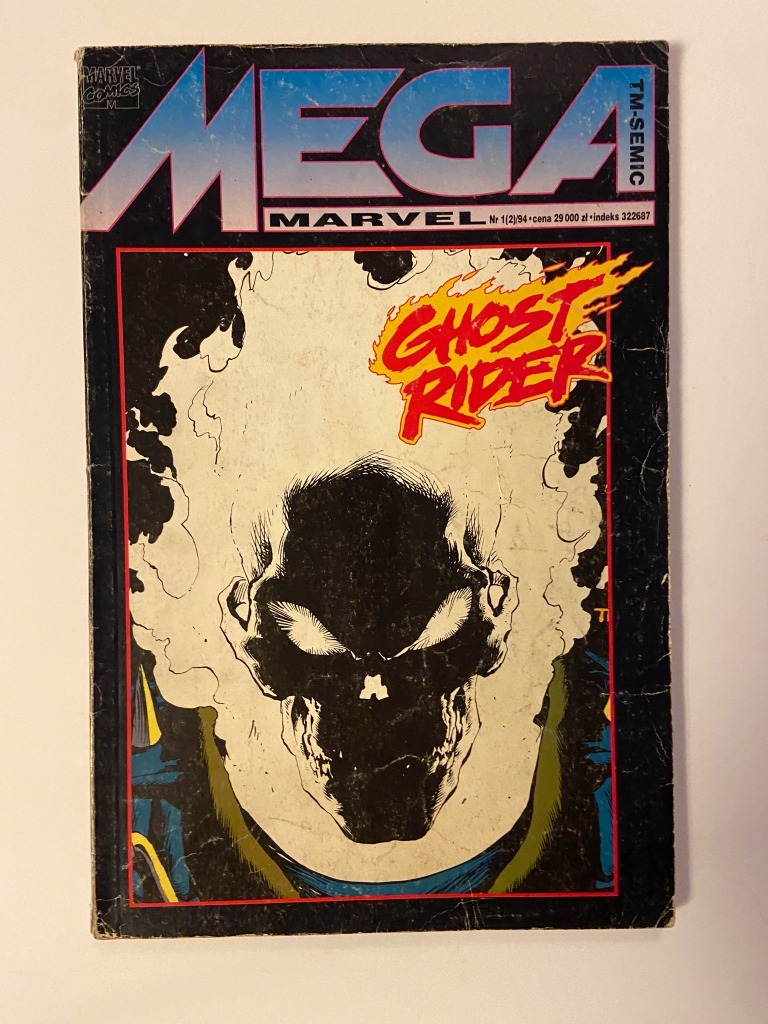 MARVEL
COMICS
M
MEGA
TM-SEMIC
MARVEL Nr 1(2)/94 • cena 29 000 zł • indeks 322687
GHOST
RIDER